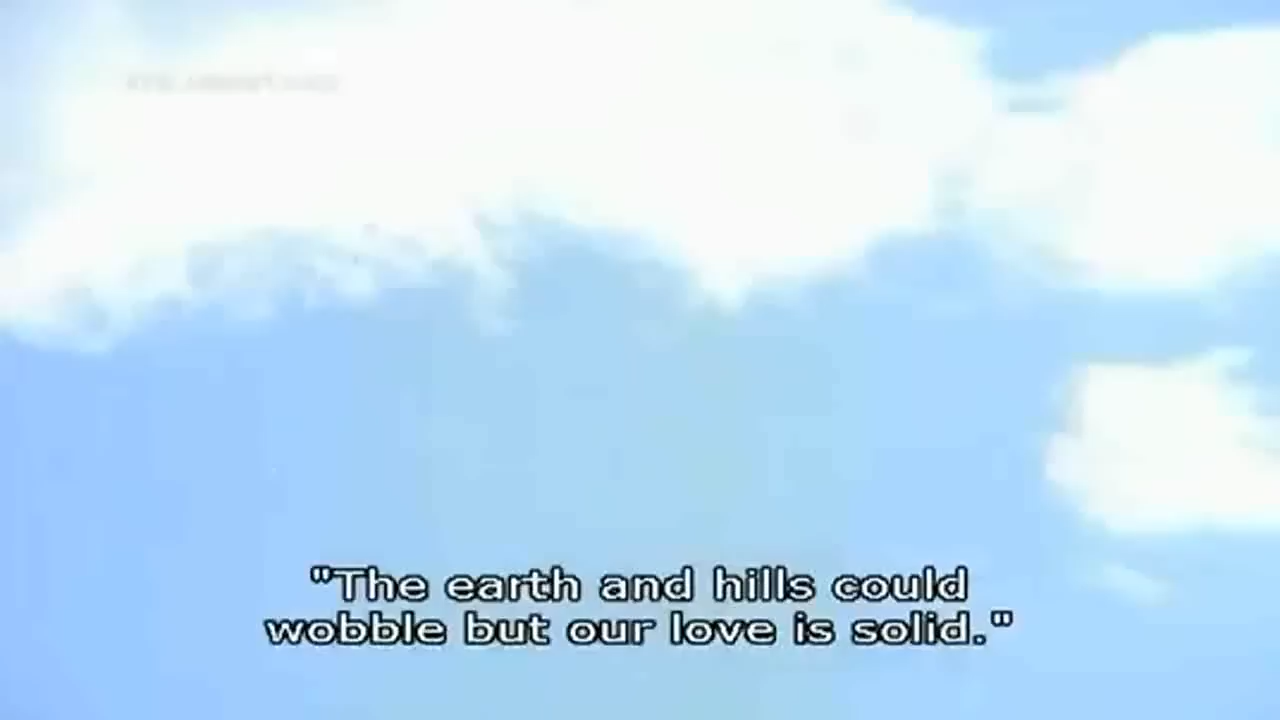 "The earth and hills could
wobble but our love is solid."